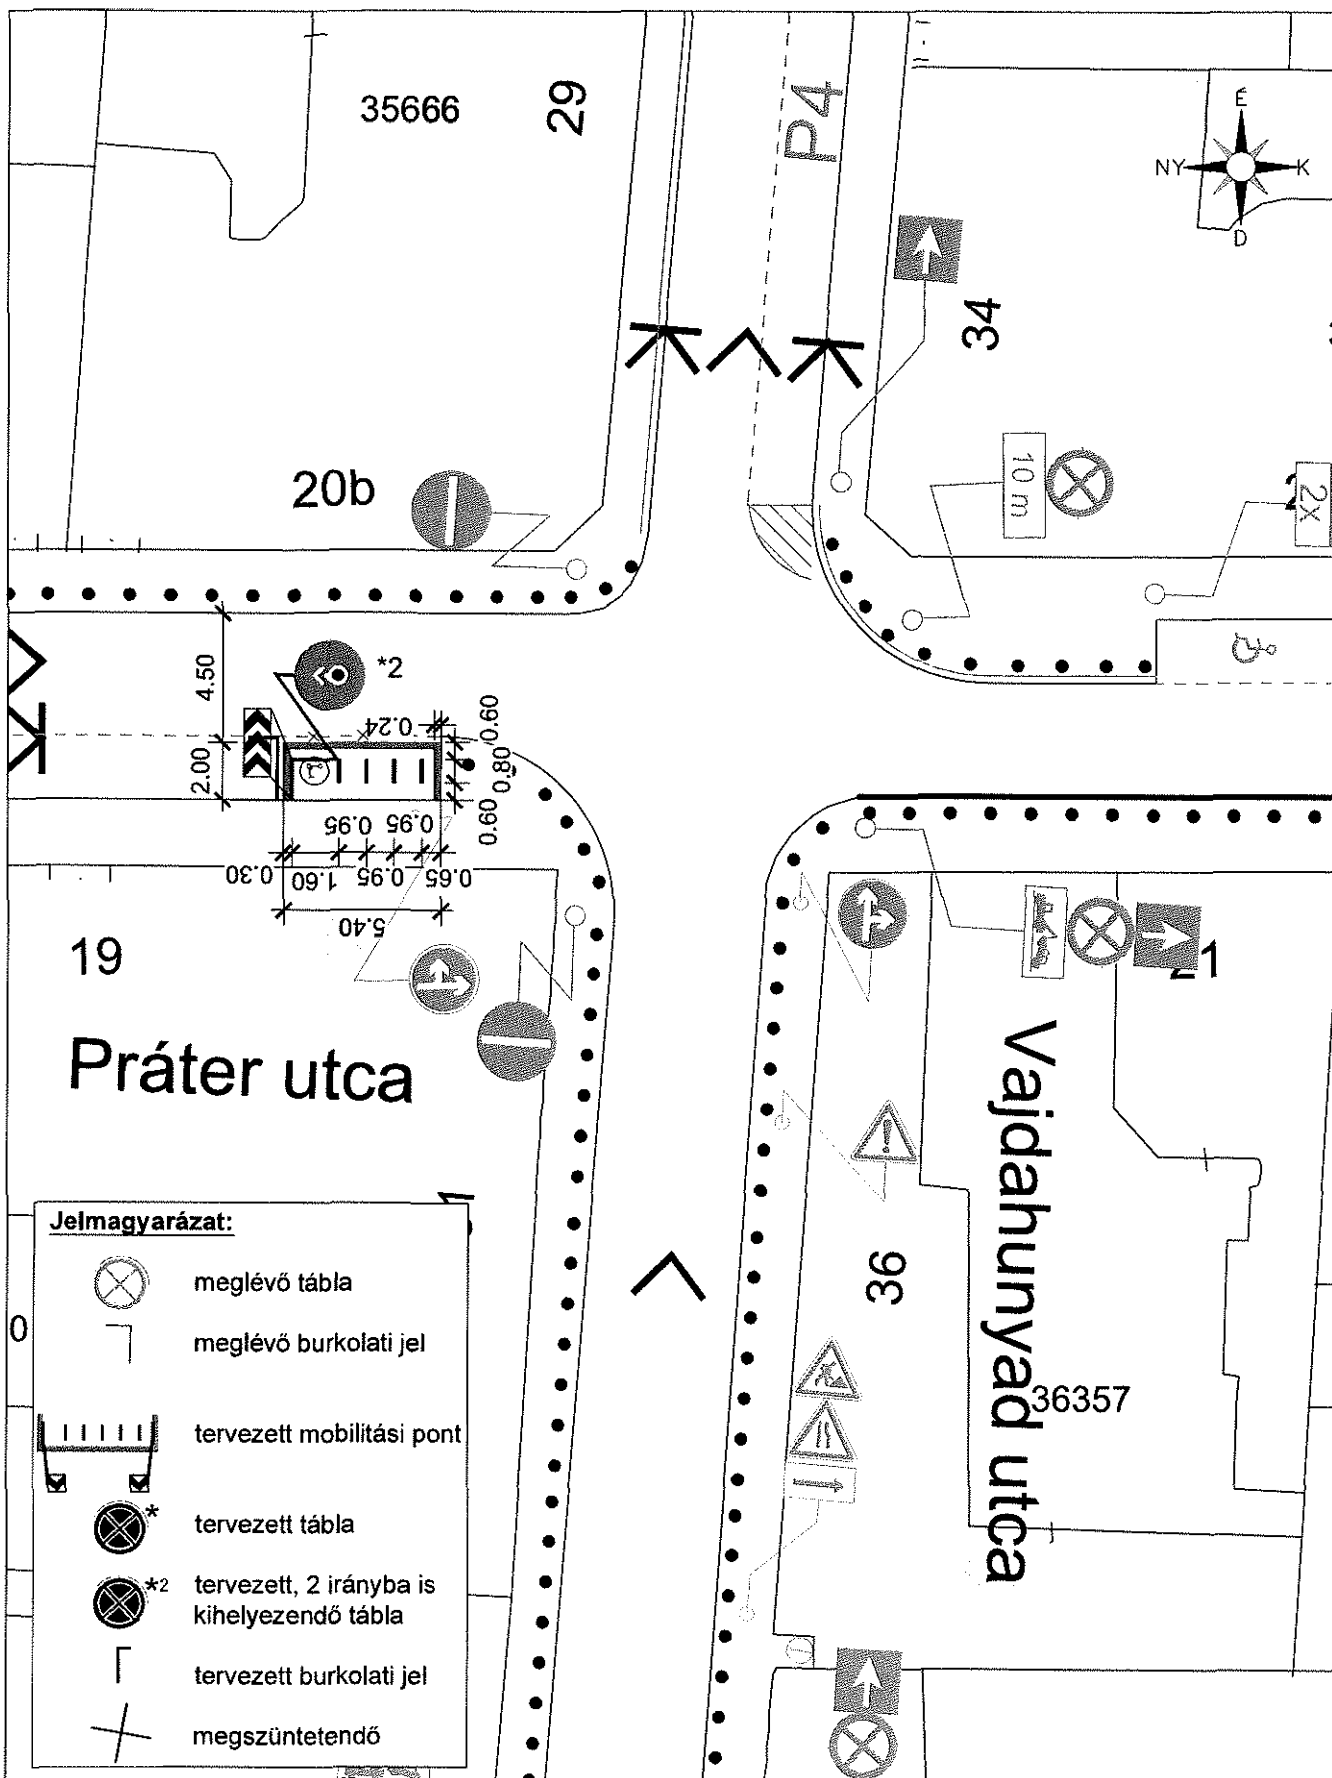 35666
29
P4
É
NY
K
D
34
20b
10 m
2X
*2
4.50
2.00
0.24
0.60
0.80
0.60
0.95
0.95
0.30
1.60
0.95
0.65
5.40
19
21
Práter utca
Vajdahunyad utca
36
36357
0
Jelmagyarázat:
meglévő tábla
meglévő burkolati jel
tervezett mobilitási pont
* tervezett tábla
*2 tervezett, 2 irányba is
kihelyezendő tábla
tervezett burkolati jel
megszüntetendő